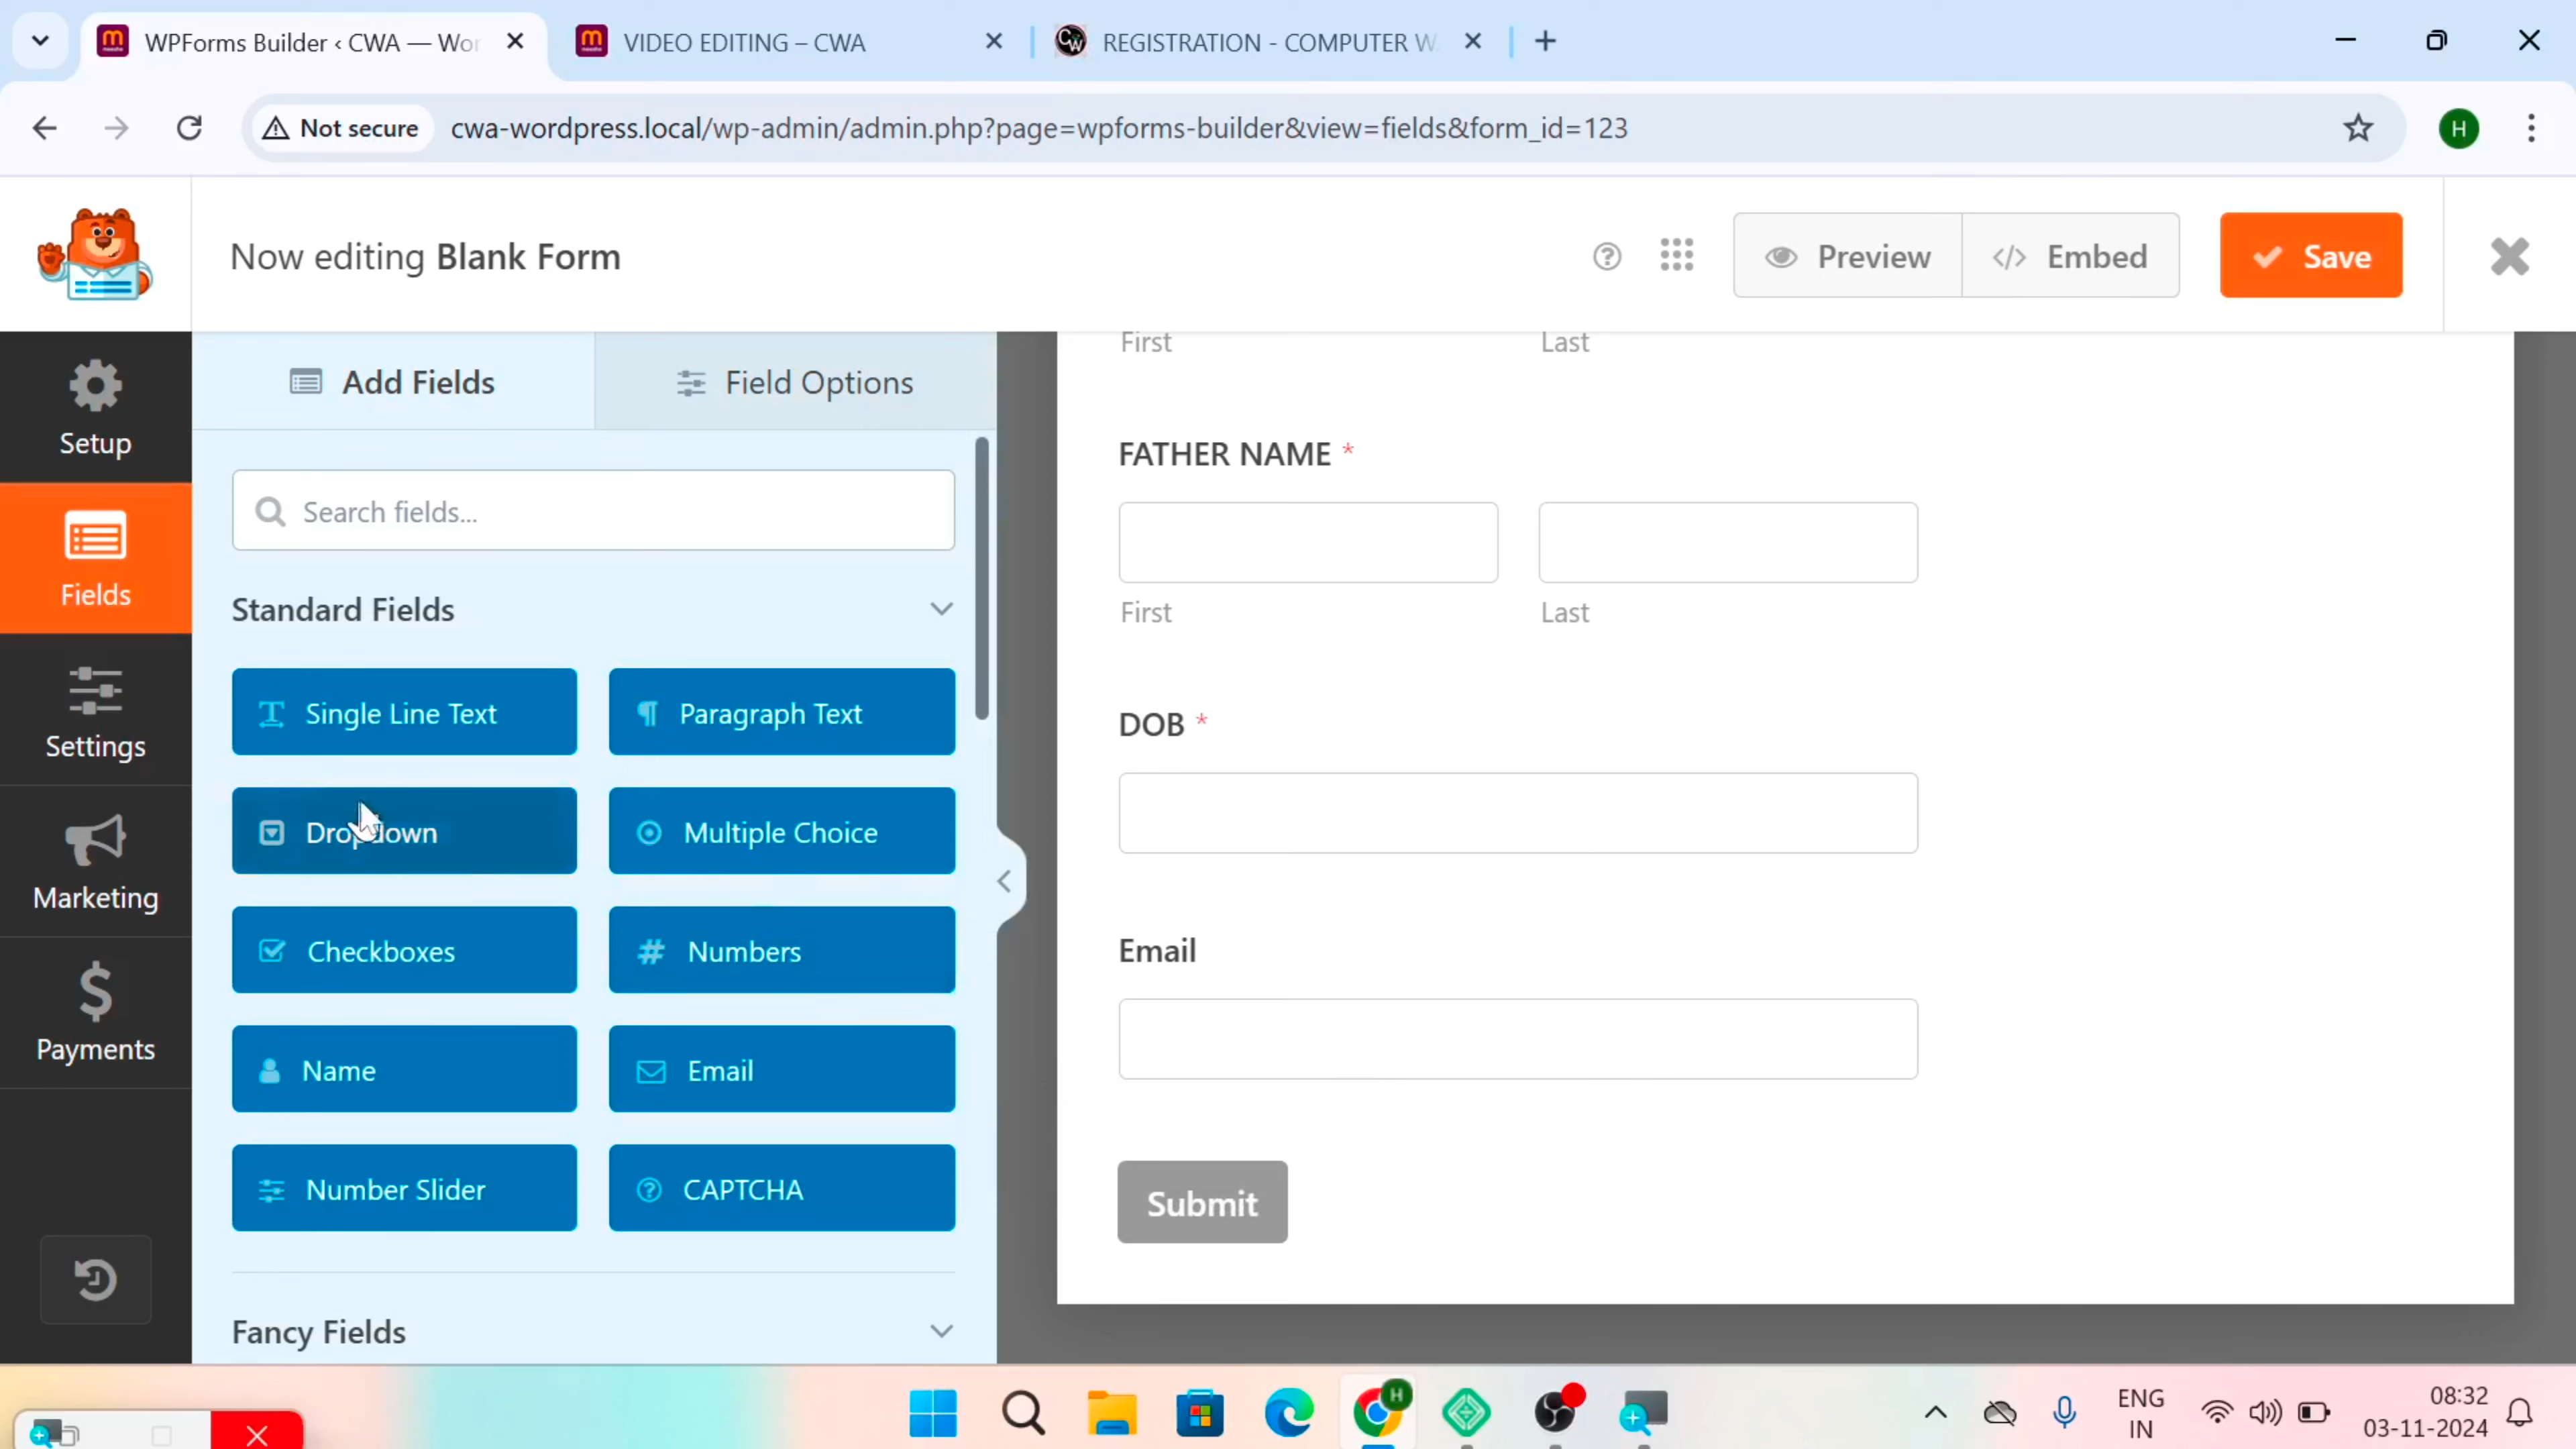 WPForms Builder ‹ CWA — Wor
VIDEO EDITING – CWA
REGISTRATION - COMPUTER W
Not secure
cwa-wordpress.local/wp-admin/admin.php?page=wpforms-builder&view=fields&form_id=123
H
Now editing Blank Form
Preview
Embed
Save
Setup
Fields
Settings
Marketing
Payments
Add Fields
Field Options
Search fields...
Standard Fields
Single Line Text
Paragraph Text
Dropdown
Multiple Choice
Checkboxes
Numbers
Name
Email
Number Slider
CAPTCHA
Fancy Fields
First
Last
FATHER NAME *
First
Last
DOB *
Email
Submit
H
ENG
IN
08:32
03-11-2024